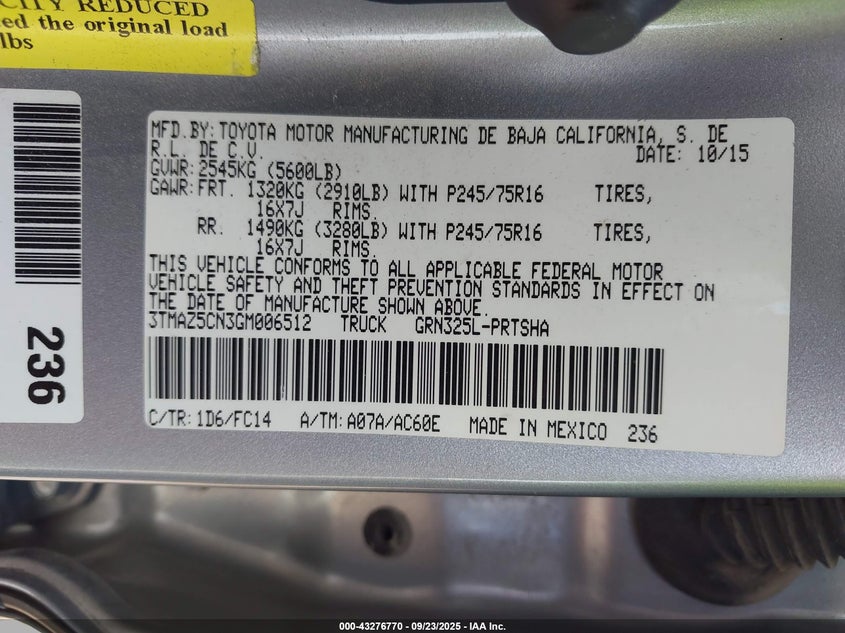 CITY REDUCED
ed the original load
lbs
236
MFD.BY:TOYOTA MOTOR MANUFACTURING DE BAJA CALIFORNIA, S. DE
R.L. DE C.V. DATE: 10/15
GVWR:2545KG (5600LB)
GAWR:FRT. 1320KG (2910LB) WITH P245/75R16 TIRES,
16X7J RIMS.
RR. 1490KG (3280LB) WITH P245/75R16 TIRES,
16X7J RIMS.
THIS VEHICLE CONFORMS TO ALL APPLICABLE FEDERAL MOTOR
VEHICLE SAFETY AND THEFT PREVENTION STANDARDS IN EFFECT ON
THE DATE OF MANUFACTURE SHOWN ABOVE.
3TMAZ5CN3GM006512 TRUCK GRN325L-PRTSHA
C/TR:1D6/FC14 A/TM:A07A/AC60E MADE IN MEXICO 236
000-43276770 - 09/23/2025 - IAA Inc.